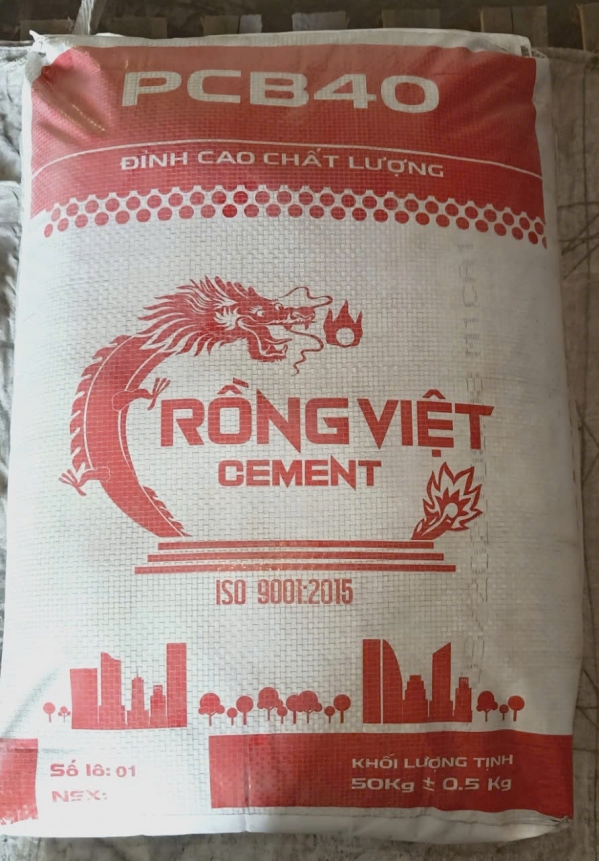 PCB40
ĐỈNH CAO CHẤT LƯỢNG
RỒNG VIỆT
CEMENT
ISO 9001:2015
Số lô: 01
NSX:
KHỐI LƯỢNG TỊNH
50Kg ± 0.5 Kg